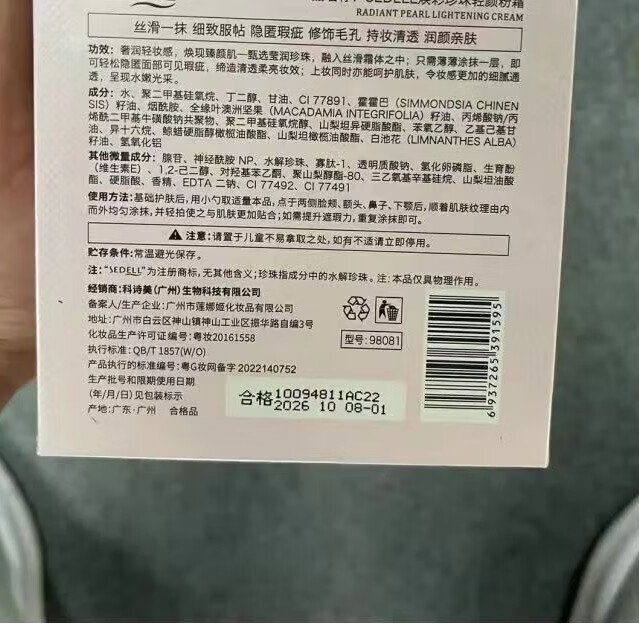 RADIANT PEARL LIGHTENING CREAM
丝滑一抹 细致服帖 隐匿瑕疵 修饰毛孔 持妆清透 润颜亲肤
功效: 奢润轻妆感，焕现臻颜肌一甄选莹润珍珠，融入丝滑霜体之中；只需薄薄涂抹一层，即
可轻松隐匿面部可见瑕疵，缔造清透柔亮妆效；上妆同时亦能呵护肌肤，令妆感更加的细腻通
透，呈现水嫩光采。
成分: 水、聚二甲基硅氧烷、丁二醇、甘油、CI 77891、霍霍巴（SIMMONDSIA CHINEN
SIS）籽油、烟酰胺、全缘叶澳洲坚果（MACADAMIA INTEGRIFOLIA）籽油、丙烯酸钠/丙
烯酰二甲基牛磺酸钠共聚物、聚二甲基硅氧烷醇、山梨坦异硬脂酸酯、苯氧乙醇、乙基己基甘
油、异十六烷、鲸蜡硬脂醇橄榄油酸酯、山梨坦橄榄油酸酯、白池花（LIMNANTHES ALBA）
籽油、氢氧化铝
其他微量成分: 腺苷、神经酰胺 NP、水解珍珠、寡肽-1、透明质酸钠、氢化卵磷脂、生育酚
（维生素E）、1,2-己二醇、对羟基苯乙酮、聚山梨醇酯-80、三乙氧基辛基硅烷、山梨坦油酸
酯、硬脂酸、香精、EDTA 二钠、CI 77492、CI 77491
使用方法: 基础护肤后，用小勺取适量本品，点于两侧脸颊、额头、鼻子、下颚后，顺着肌肤纹理由内
而外均匀涂抹，并轻拍使之与肌肤更加贴合；如需提升遮瑕力，重复涂抹即可。
注意: 请置于儿童不易拿取之处，如有不适请立即停用。
贮存条件: 常温避光保存。
注: “SEDELL”为注册商标，无其他含义；珍珠指成分中的水解珍珠。注: 本品仅具物理作用。
经销商: 科诗美（广州）生物科技有限公司
备案人/生产企业: 广州市莲娜姬化妆品有限公司
地址: 广州市白云区神山镇神山工业区振华路自编3号
化妆品生产许可证编号: 粤妆20161558
执行标准: QB/T 1857(W/O)
产品执行的标准编号: 粤G妆网备字 2022140752
生产批号和限期使用日期
(年/月/日)见包装标示
产地: 广东·广州 合格品
型号: 98081
合格 10094811AC22
2026 10 08-01
6 937265 391595